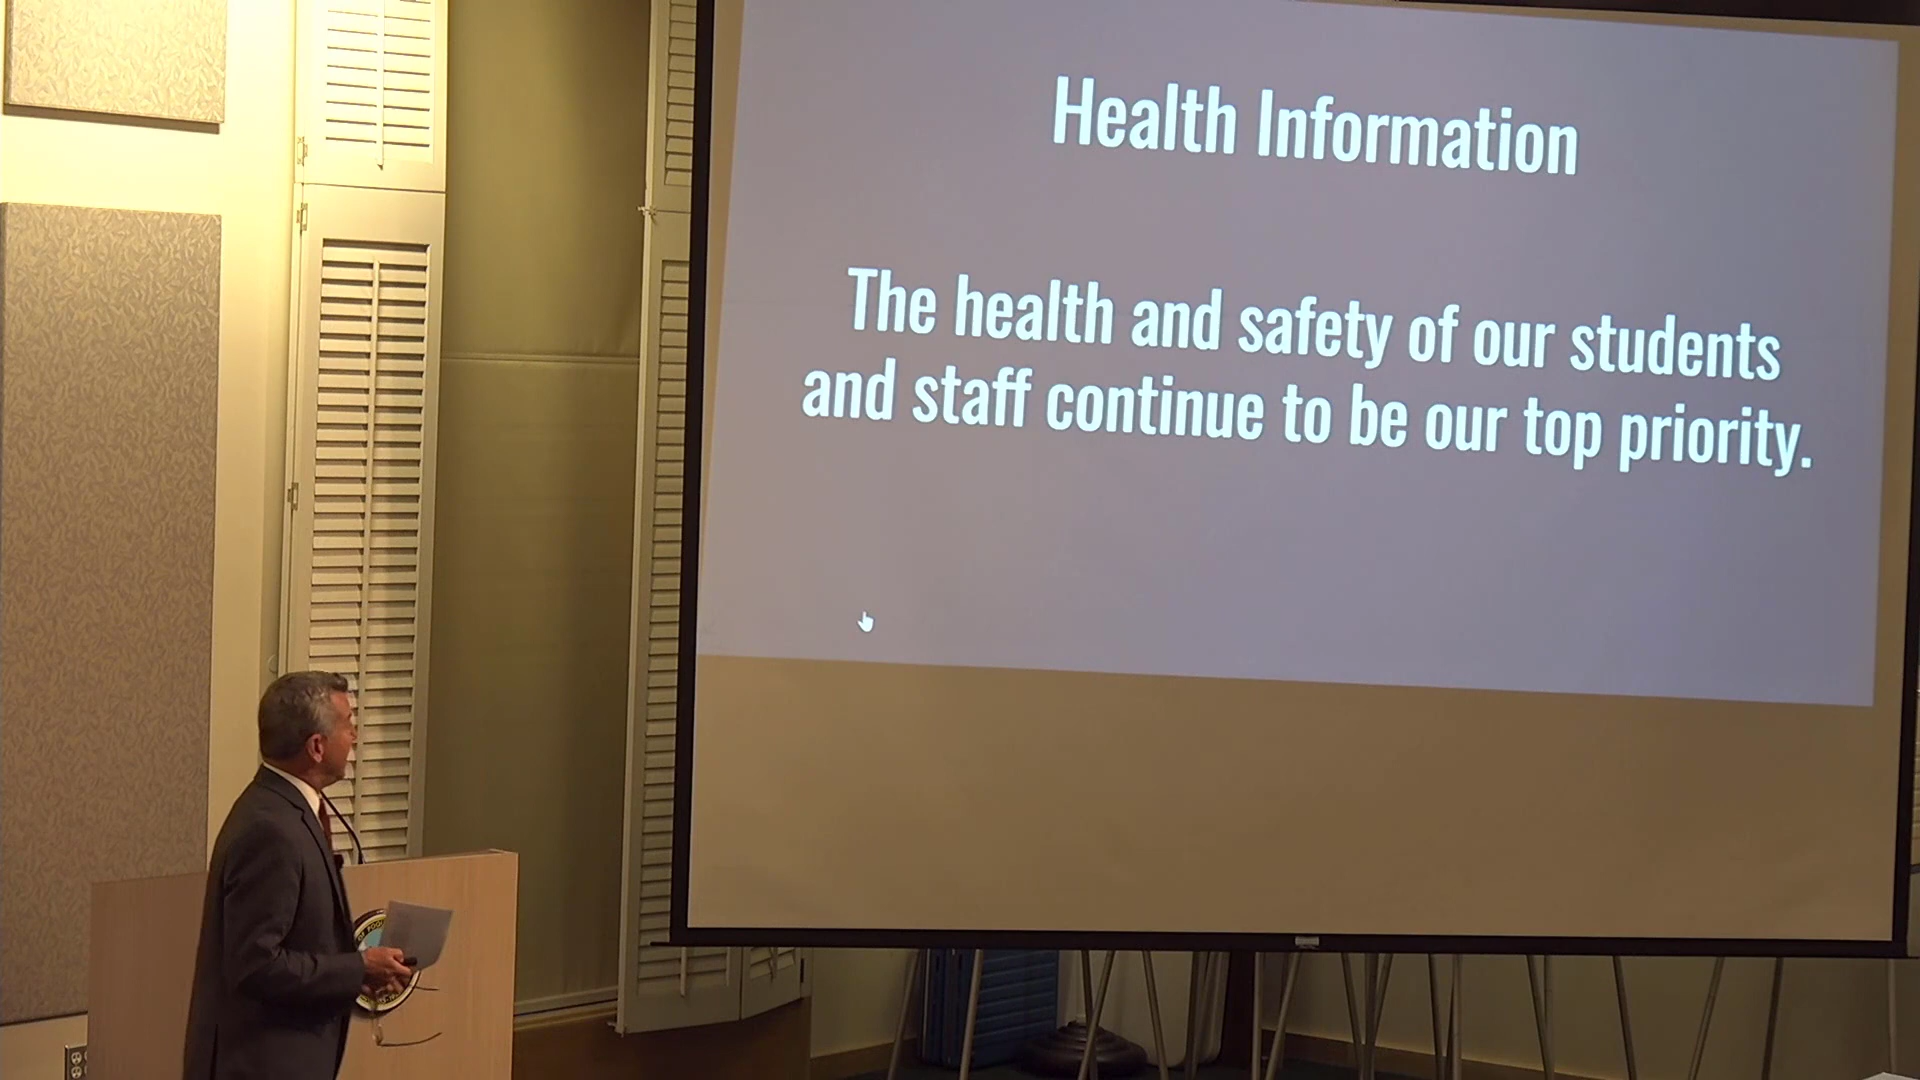 Health Information
The health and safety of our students
and staff continue to be our top priority.